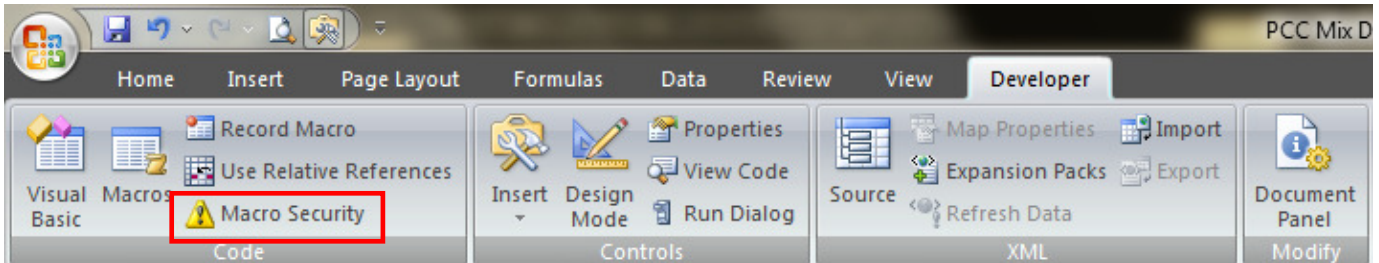 PCC Mix D
Home Insert Page Layout Formulas Data Review View Developer
Visual Basic
Macros
Record Macro
Use Relative References
Macro Security
Code
Insert
Design Mode
Properties
View Code
Run Dialog
Controls
Source
Map Properties
Expansion Packs
Refresh Data
Import
Export
XML
Document Panel
Modify